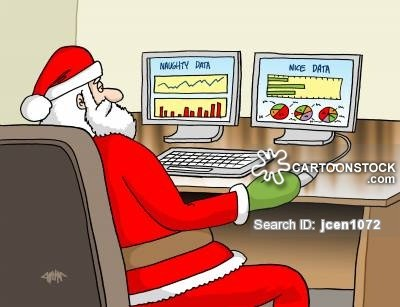 NAUGHTY DATA
NICE DATA
CARTOONSTOCK
.com
Search ID: jcen1072